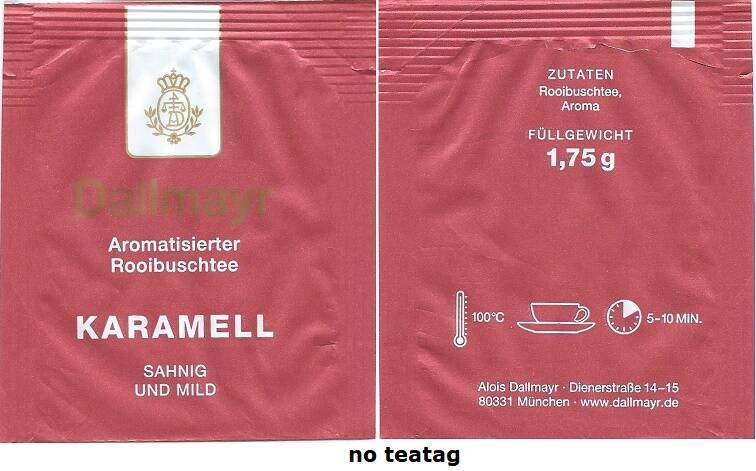 Dallmayr
Aromatisierter
Rooibuschtee
KARAMELL
SAHNIG
UND MILD
ZUTATEN
Rooibuschtee,
Aroma
FÜLLGEWICHT
1,75 g
100°C
5-10 MIN.
Alois Dallmayr · Dienerstraße 14-15
80331 München · www.dallmayr.de
no teatag